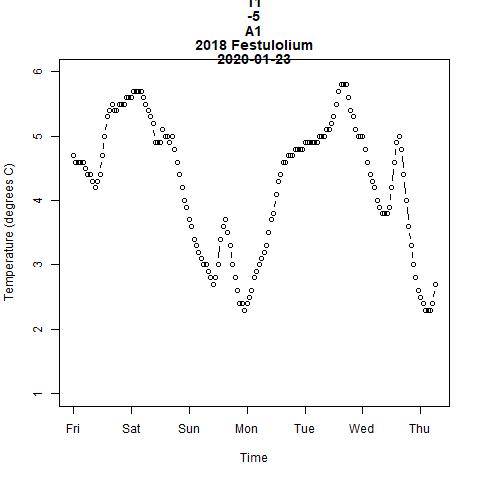 -5
A1
2018 Festulolium
2020-01-23
Temperature (degrees C)
6
5
4
3
2
1
Fri Sat Sun Mon Tue Wed Thu
Time